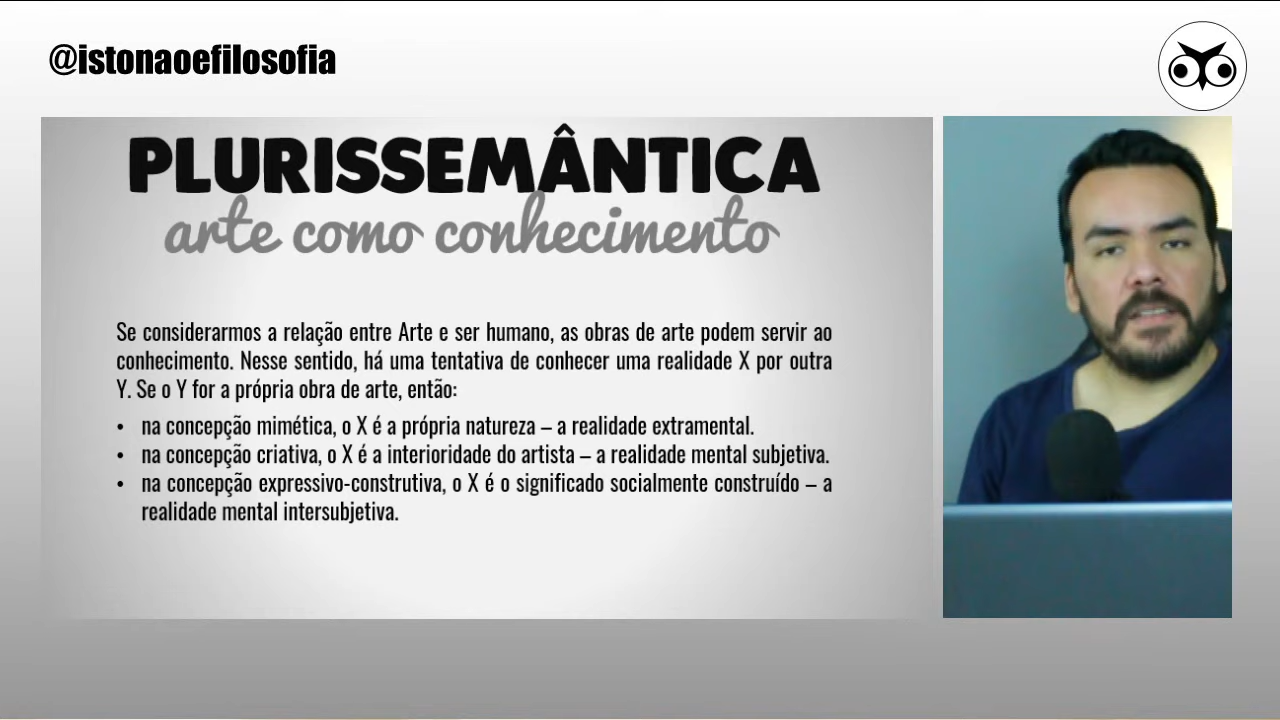 @istonaoefilosofia
PLURISSEMÂNTICA
arte como conhecimento
Se considerarmos a relação entre Arte e ser humano, as obras de arte podem servir ao
conhecimento. Nesse sentido, há uma tentativa de conhecer uma realidade X por outra
Y. Se o Y for a própria obra de arte, então:
• na concepção mimética, o X é a própria natureza – a realidade extramental.
• na concepção criativa, o X é a interioridade do artista – a realidade mental subjetiva.
• na concepção expressivo-construtiva, o X é o significado socialmente construído – a
realidade mental intersubjetiva.